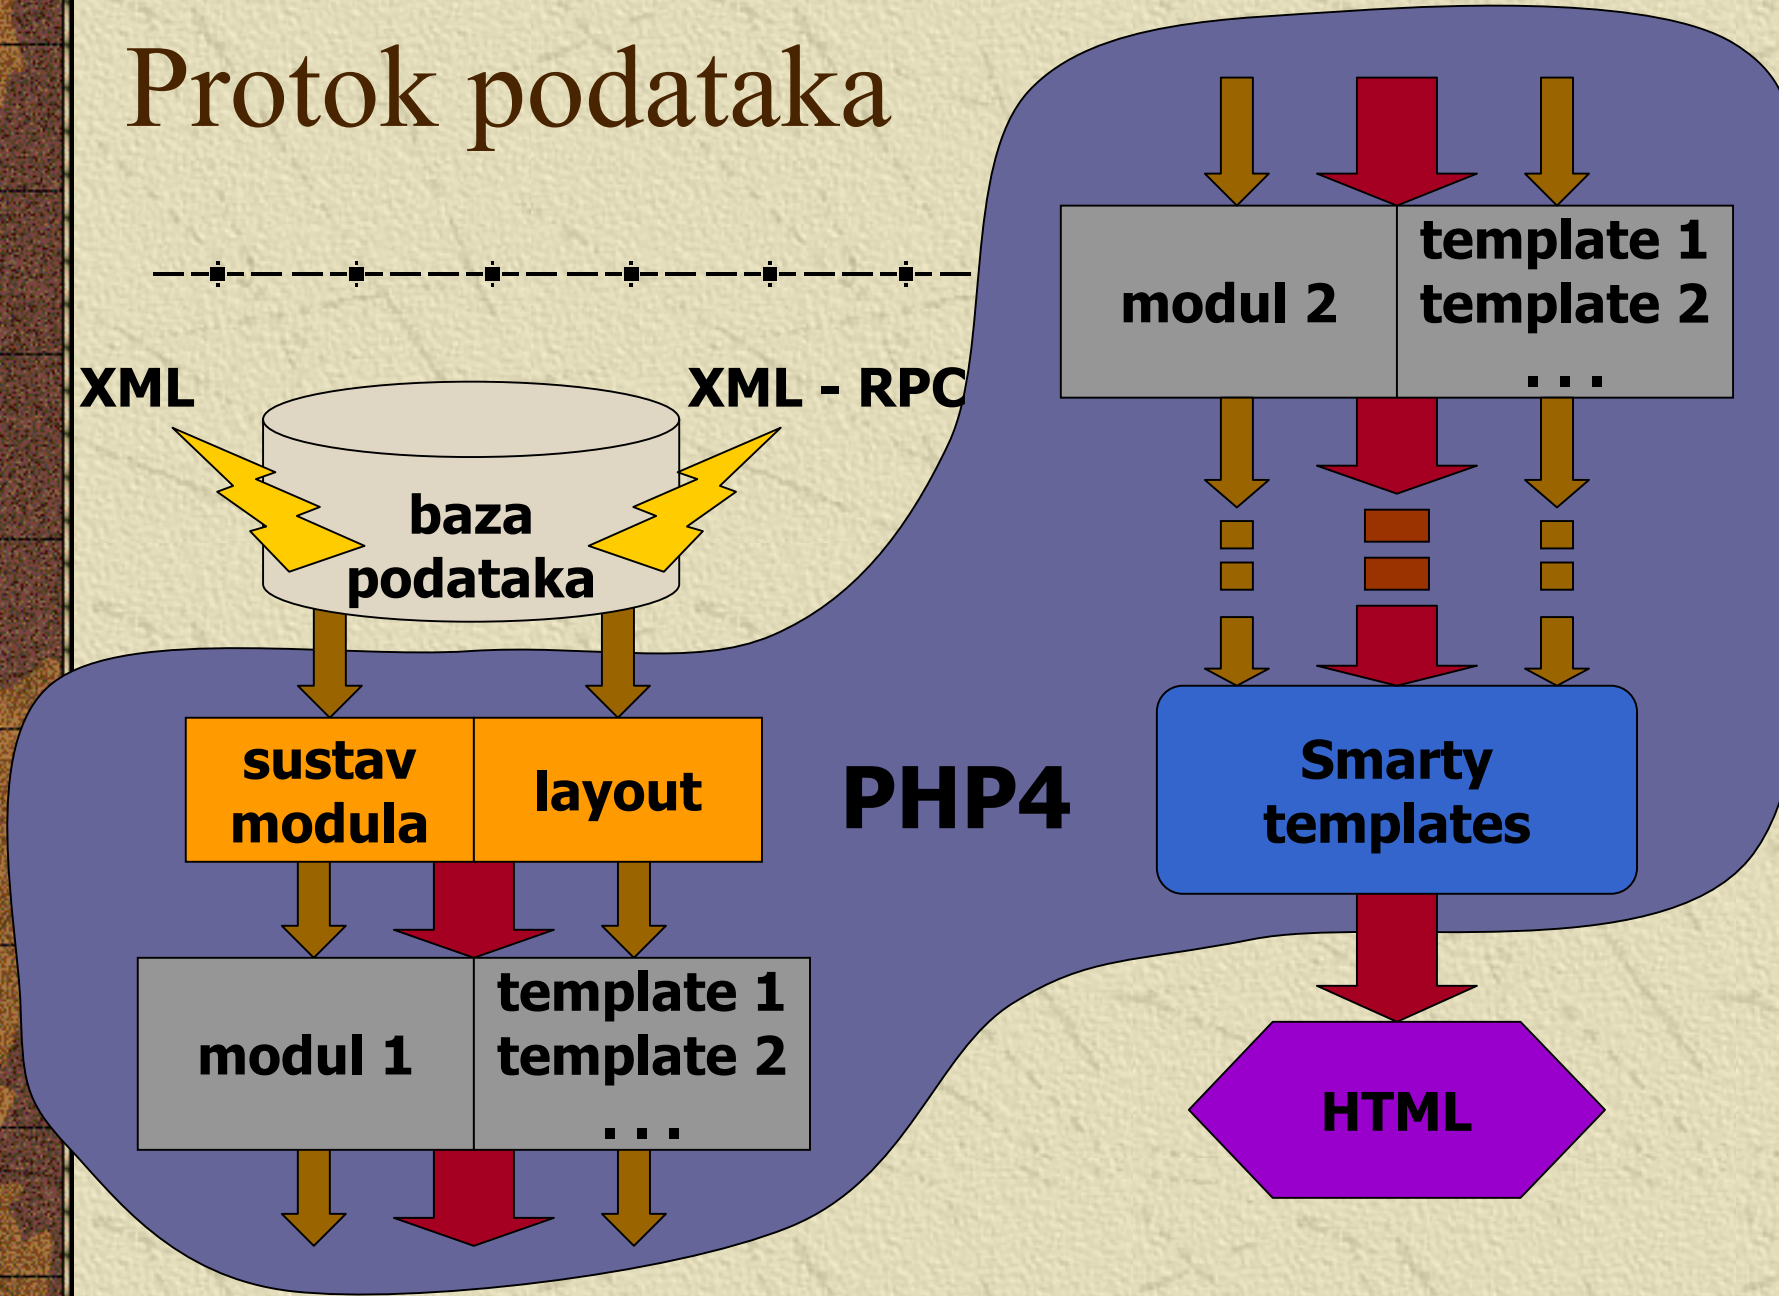 Protok podataka
XML
XML - RPC
baza
podataka
sustav
modula
layout
modul 1
template 1
template 2
. . .
PHP4
modul 2
template 1
template 2
. . .
Smarty
templates
HTML